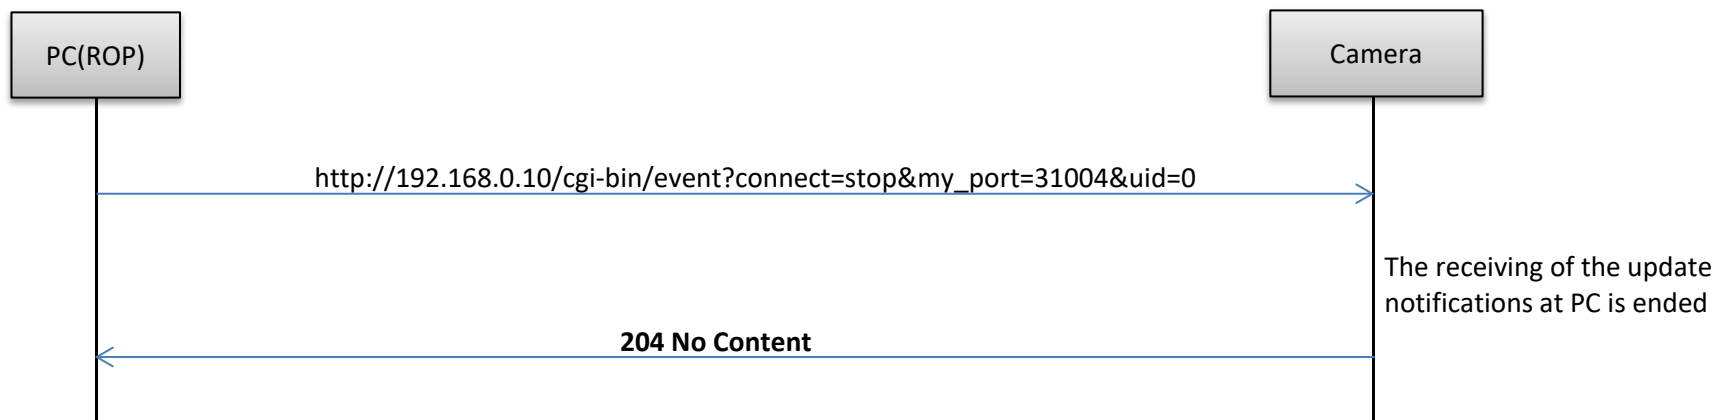 PC(ROP)
Camera
http://192.168.0.10/cgi-bin/event?connect=stop&my_port=31004&uid=0
The receiving of the update
notifications at PC is ended
204 No Content